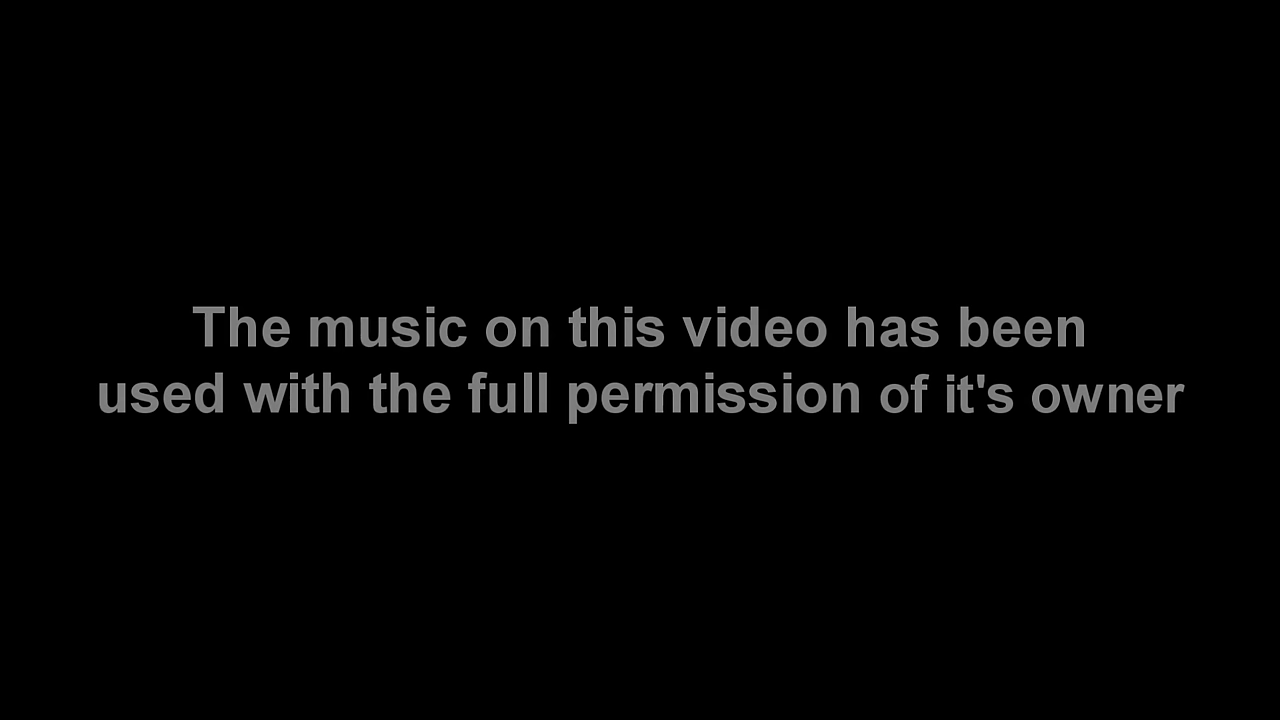 The music on this video has been
used with the full permission of it's owner